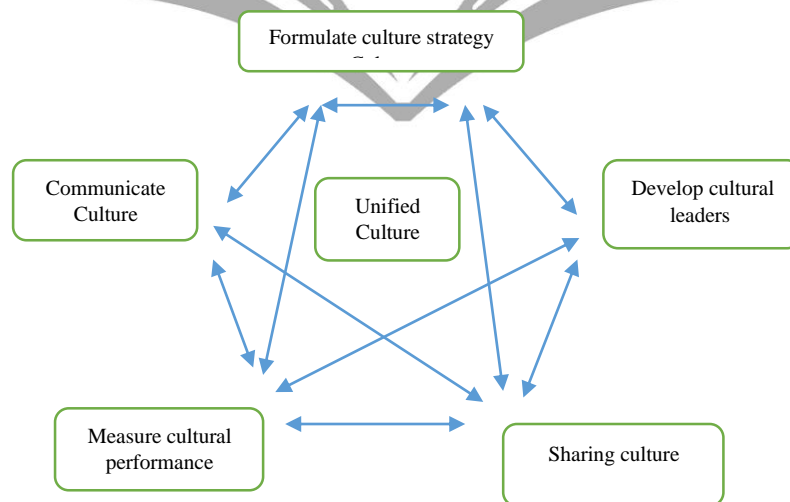 Formulate culture strategy
Communicate
Culture
Unified
Culture
Develop cultural
leaders
Measure cultural
performance
Sharing culture